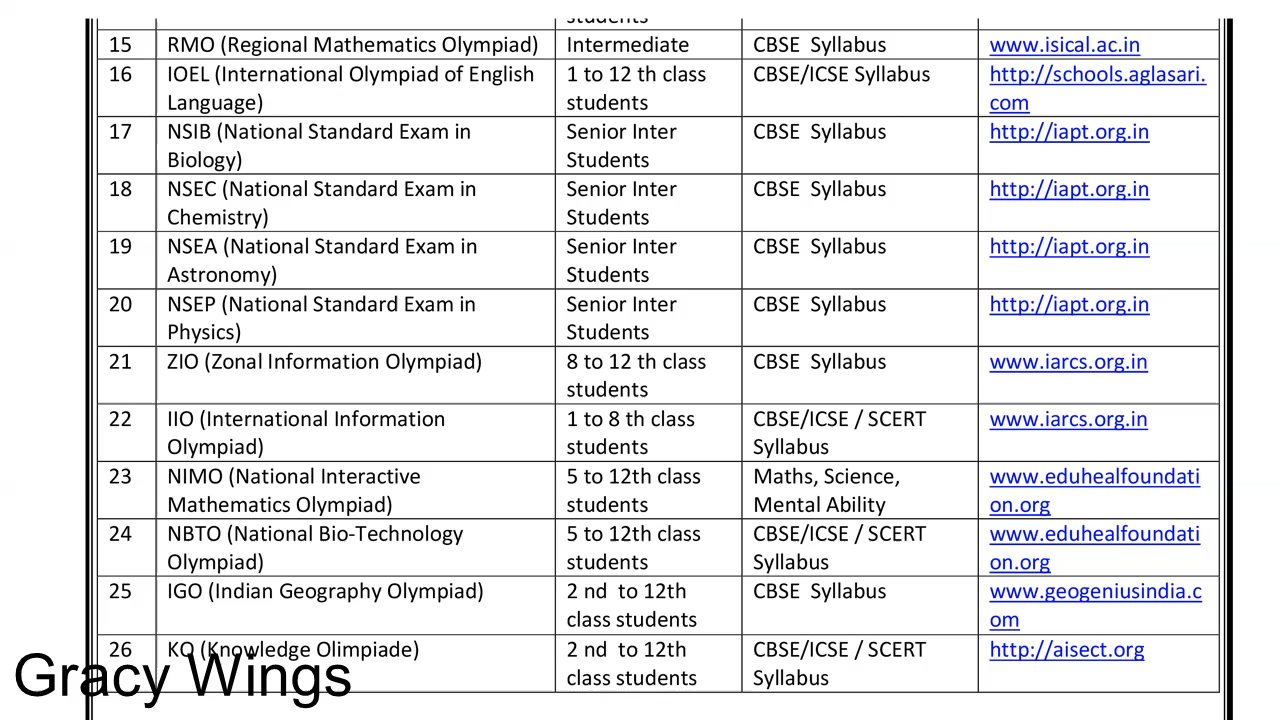 students
15 RMO (Regional Mathematics Olympiad) Intermediate CBSE Syllabus www.isical.ac.in
16 IOEL (International Olympiad of English 1 to 12 th class CBSE/ICSE Syllabus http://schools.aglasari.
Language) students com
17 NSIB (National Standard Exam in Senior Inter CBSE Syllabus http://iapt.org.in
Biology) Students
18 NSEC (National Standard Exam in Senior Inter CBSE Syllabus http://iapt.org.in
Chemistry) Students
19 NSEA (National Standard Exam in Senior Inter CBSE Syllabus http://iapt.org.in
Astronomy) Students
20 NSEP (National Standard Exam in Senior Inter CBSE Syllabus http://iapt.org.in
Physics) Students
21 ZIO (Zonal Information Olympiad) 8 to 12 th class CBSE Syllabus www.iarcs.org.in
students
22 IIO (International Information 1 to 8 th class CBSE/ICSE / SCERT www.iarcs.org.in
Olympiad) students Syllabus
23 NIMO (National Interactive 5 to 12th class Maths, Science, www.eduhealfoundati
Mathematics Olympiad) students Mental Ability on.org
24 NBTO (National Bio-Technology 5 to 12th class CBSE/ICSE / SCERT www.eduhealfoundati
Olympiad) students Syllabus on.org
25 IGO (Indian Geography Olympiad) 2 nd to 12th CBSE Syllabus www.geogeniusindia.c
class students om
26 KO (Knowledge Olimpiade) 2 nd to 12th CBSE/ICSE / SCERT http://aisect.org
class students Syllabus
Gracy Wings